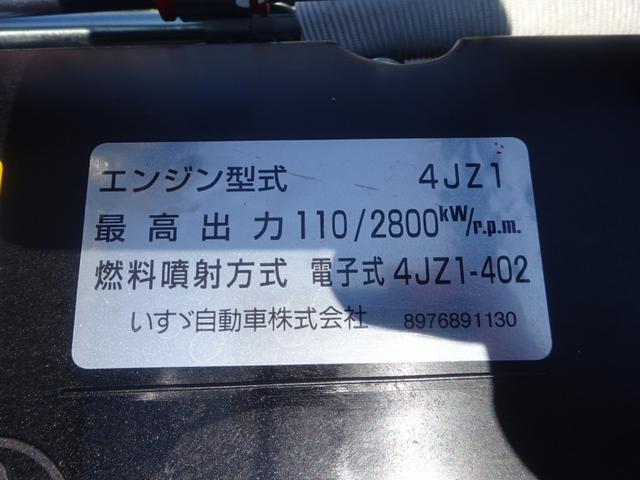 エンジン型式 4JZ1
最高出力 110/2800kW/r.p.m.
燃料噴射方式 電子式 4JZ1-402
いすゞ自動車株式会社 8976891130